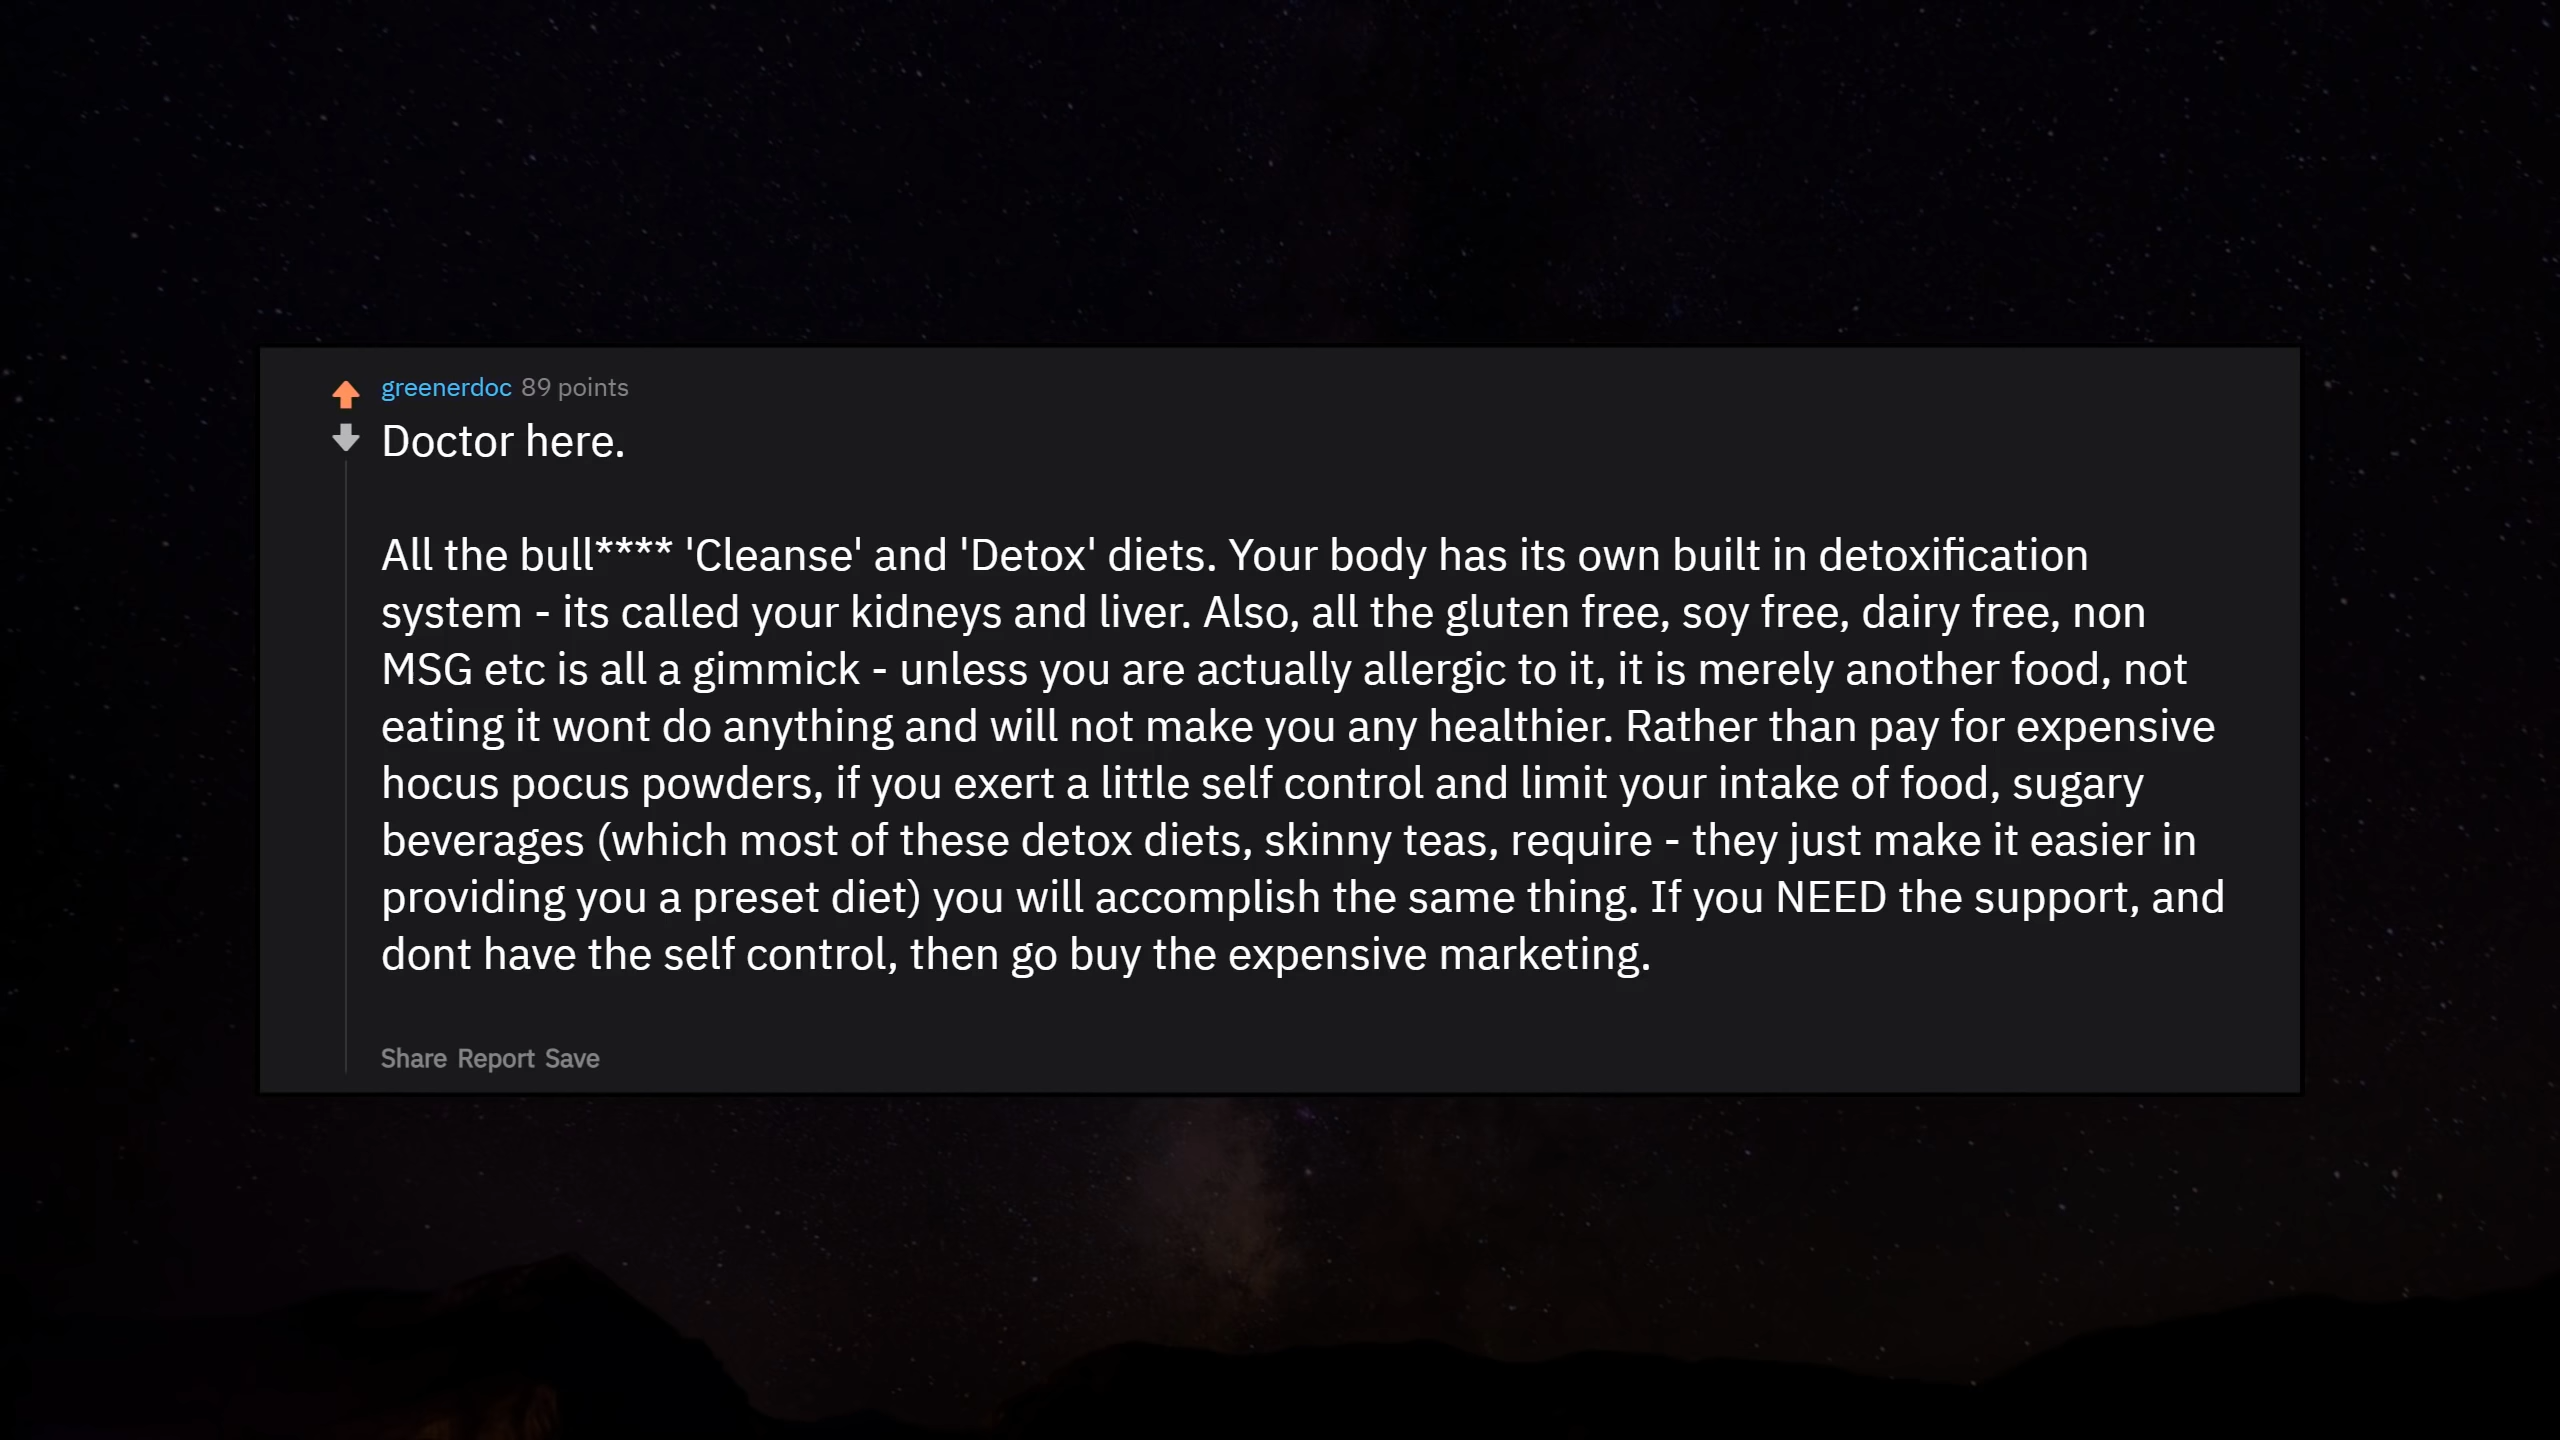 greenerdoc 89 points
Doctor here.
All the bull**** 'Cleanse' and 'Detox' diets. Your body has its own built in detoxification
system - its called your kidneys and liver. Also, all the gluten free, soy free, dairy free, non
MSG etc is all a gimmick - unless you are actually allergic to it, it is merely another food, not
eating it wont do anything and will not make you any healthier. Rather than pay for expensive
hocus pocus powders, if you exert a little self control and limit your intake of food, sugary
beverages (which most of these detox diets, skinny teas, require - they just make it easier in
providing you a preset diet) you will accomplish the same thing. If you NEED the support, and
dont have the self control, then go buy the expensive marketing.
Share Report Save